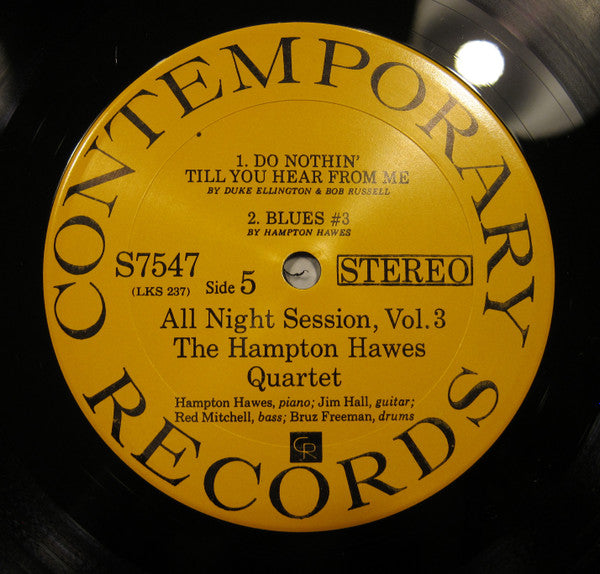 CONTEMPORARY
1. DO NOTHIN'
TILL YOU HEAR FROM ME
BY DUKE ELLINGTON & BOB RUSSELL
2. BLUES #3
BY HAMPTON HAWES
S7547
(LKS 237) Side 5
STEREO
All Night Session, Vol.3
The Hampton Hawes
Quartet
Hampton Hawes, piano; Jim Hall, guitar;
Red Mitchell, bass; Bruz Freeman, drums
CR
RECORDS